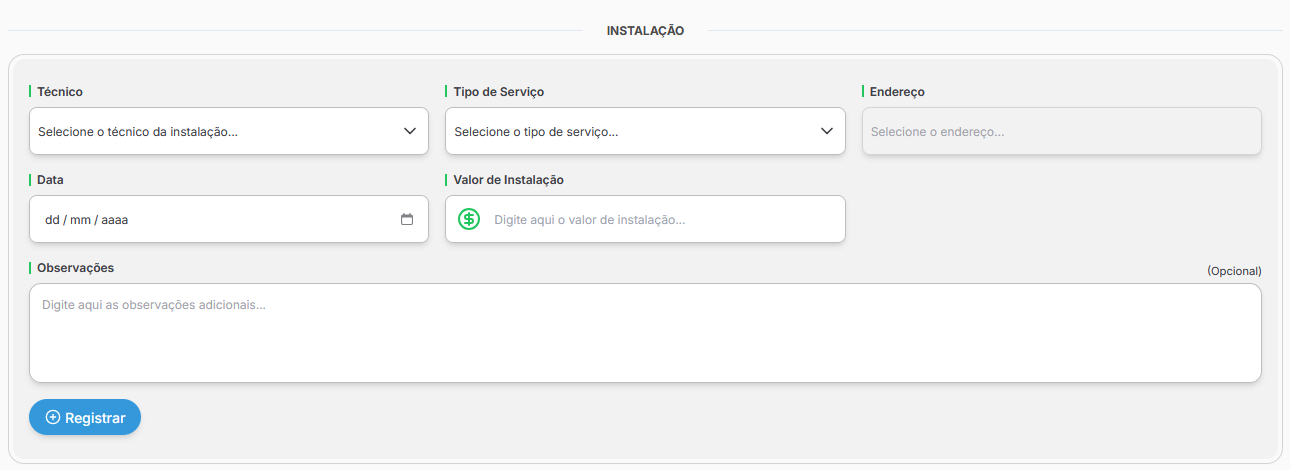 INSTALAÇÃO
Técnico
Tipo de Serviço
Endereço
Selecione o técnico da instalação...
Selecione o tipo de serviço...
Selecione o endereço...
Data
Valor de Instalação
dd / mm / aaaa
Digite aqui o valor de instalação...
Observações
(Opcional)
Digite aqui as observações adicionais...
Registrar